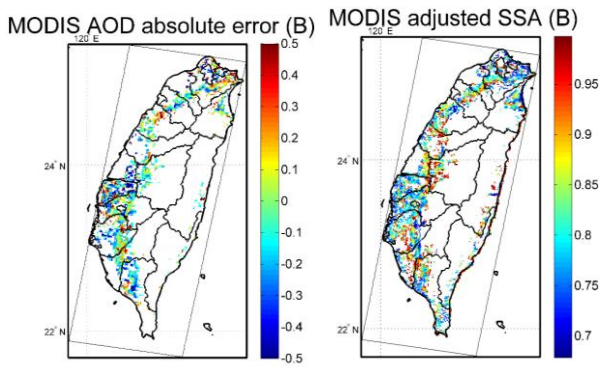 MODIS AOD absolute error (B)
120° E
24° N
22° N
0.5
0.4
0.3
0.2
0.1
0
-0.1
-0.2
-0.3
-0.4
-0.5
MODIS adjusted SSA (B)
120° E
24° N
22° N
0.95
0.9
0.85
0.8
0.75
0.7